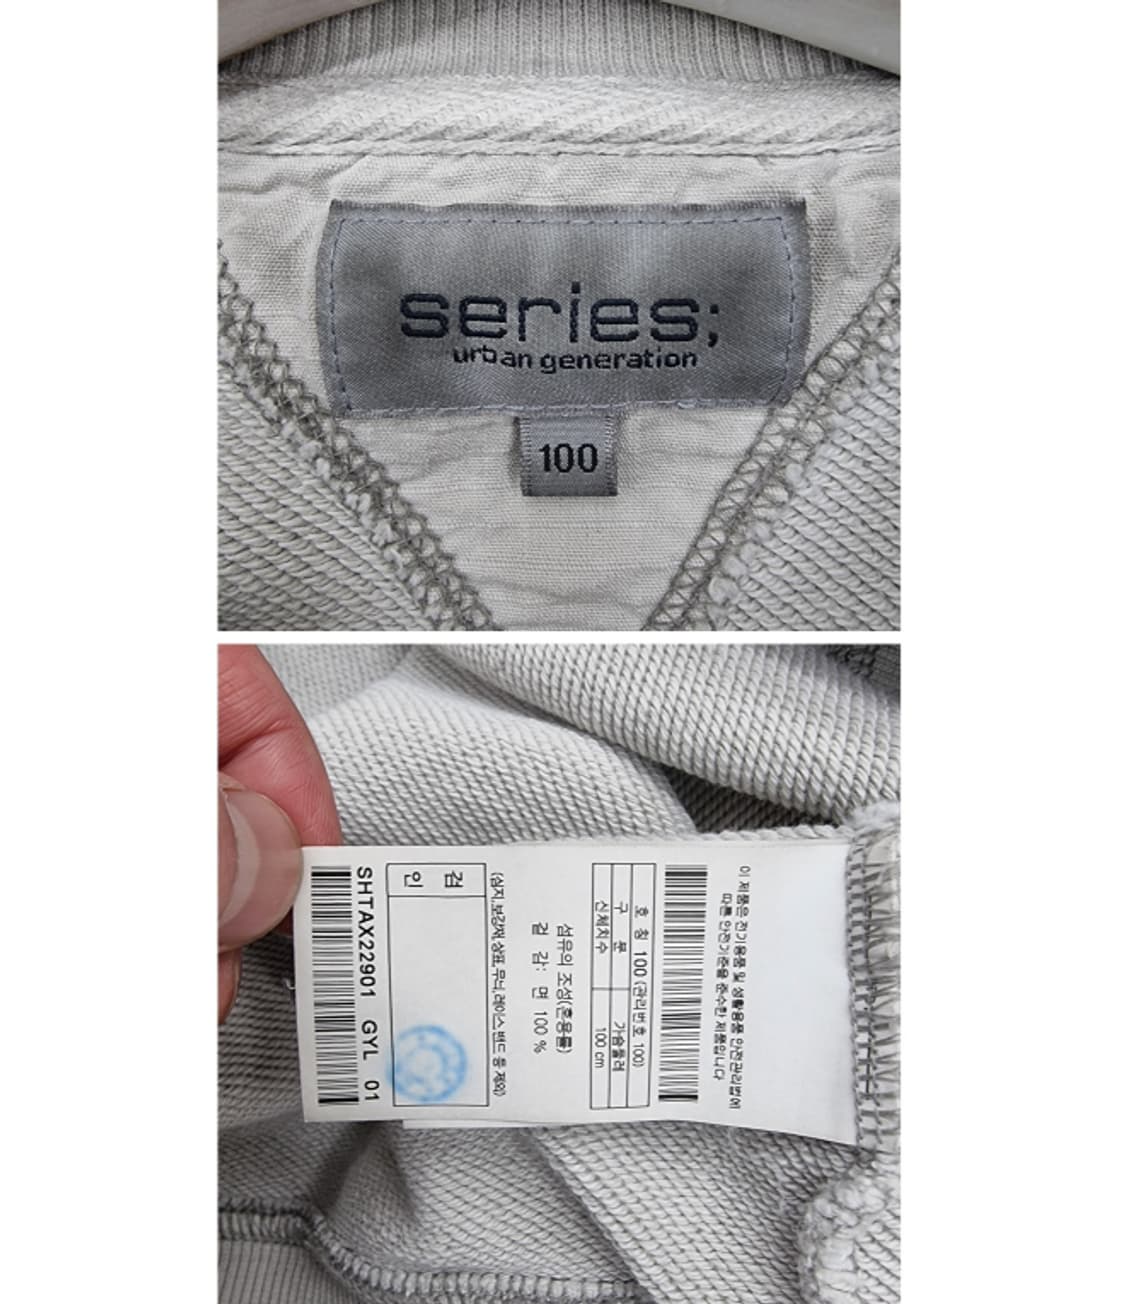 series;
urban generation
100
이 제품은 전기용품 및 생활용품 안전관리법에
따른 안전기준을 준수한 제품입니다
호 칭 100 (관리번호 100)
구 분 가슴둘레
신체치수 100 cm
섬유의 조성(혼용률)
겉 감: 면 100 %
(심지,보강재,상표,무늬,레이스,밴드 등 제외)
검
인
SHTAX22901 GYL 01